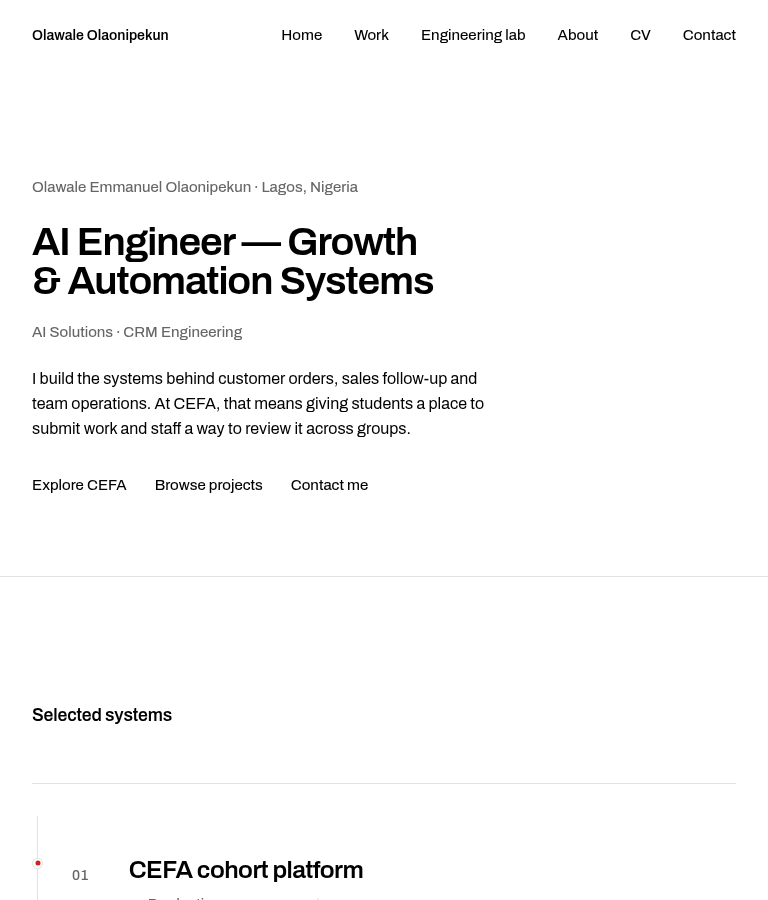 Olawale Olaonipekun
Home Work Engineering lab About CV Contact
Olawale Emmanuel Olaonipekun · Lagos, Nigeria
AI Engineer — Growth
& Automation Systems
AI Solutions · CRM Engineering
I build the systems behind customer orders, sales follow-up and
team operations. At CEFA, that means giving students a place to
submit work and staff a way to review it across groups.
Explore CEFA Browse projects Contact me
Selected systems
01
CEFA cohort platform